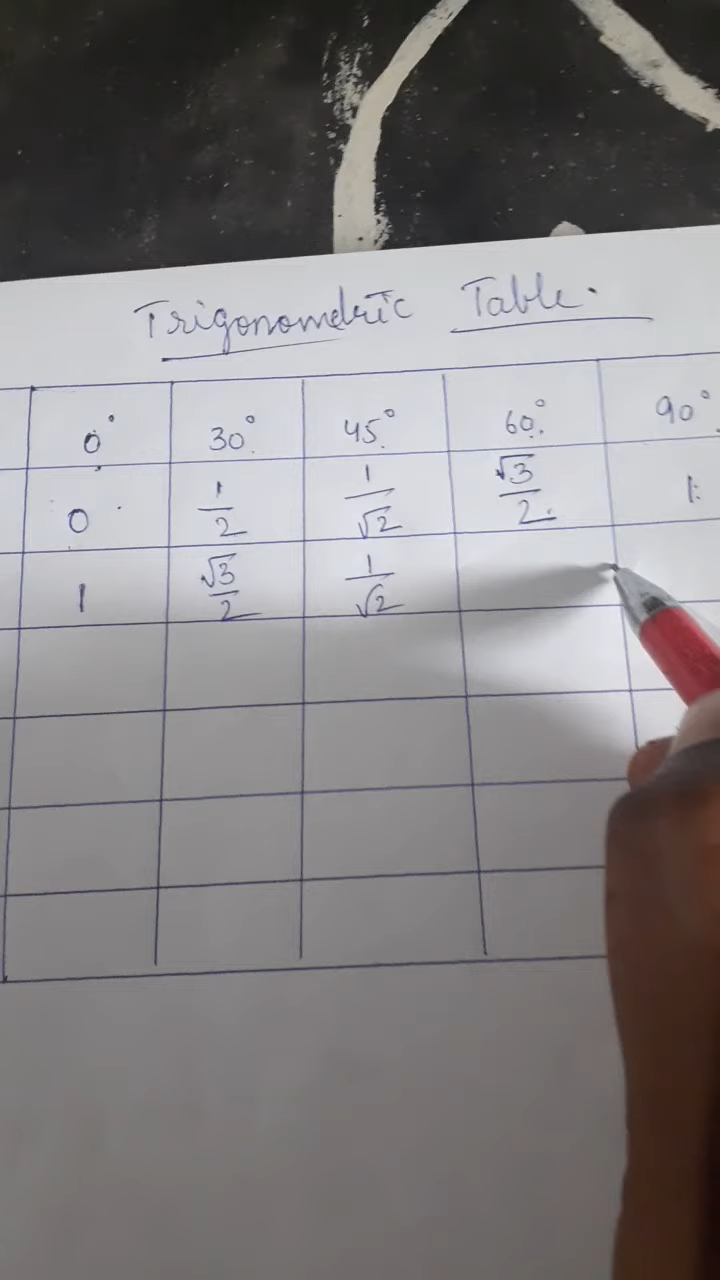 Trigonometric Table.
0° 30° 45° 60° 90°
0 1/2 1/√2 √3/2 1
1 √3/2 1/√2